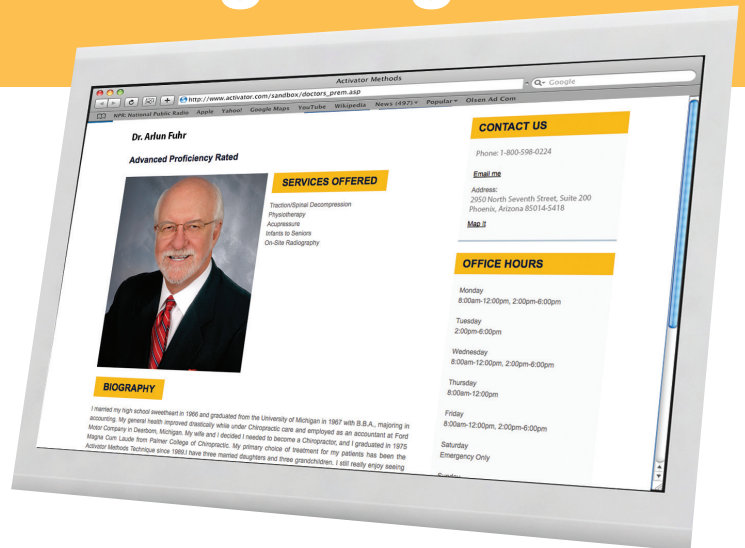 Activator Methods
http://www.activator.com/sandbox/doctors_prem.asp
Google
NPR: National Public Radio Apple Yahoo! Google Maps YouTube Wikipedia News (497) Popular Olsen Ad Com
Dr. Arlun Fuhr
Advanced Proficiency Rated
SERVICES OFFERED
Traction/Spinal Decompression
Physiotherapy
Acupressure
Infants to Seniors
On-Site Radiography
BIOGRAPHY
I married my high school sweetheart in 1966 and graduated from the University of Michigan in 1967 with B.B.A., majoring in
accounting. My general health improved drastically while under Chiropractic care and employed as an accountant at Ford
Motor Company in Dearborn, Michigan. My wife and I decided I needed to become a Chiropractor, and I graduated in 1975
Magna Cum Laude from Palmer College of Chiropractic. My primary choice of treatment for my patients has been the
Activator Methods Technique since 1989.I have three married daughters and three grandchildren. I still really enjoy seeing
CONTACT US
Phone: 1-800-598-0224
Email me
Address:
2950 North Seventh Street, Suite 200
Phoenix, Arizona 85014-5418
Map It
OFFICE HOURS
Monday
8:00am-12:00pm, 2:00pm-6:00pm
Tuesday
2:00pm-6:00pm
Wednesday
8:00am-12:00pm, 2:00pm-6:00pm
Thursday
8:00am-12:00pm
Friday
8:00am-12:00pm, 2:00pm-6:00pm
Saturday
Emergency Only
Sunday